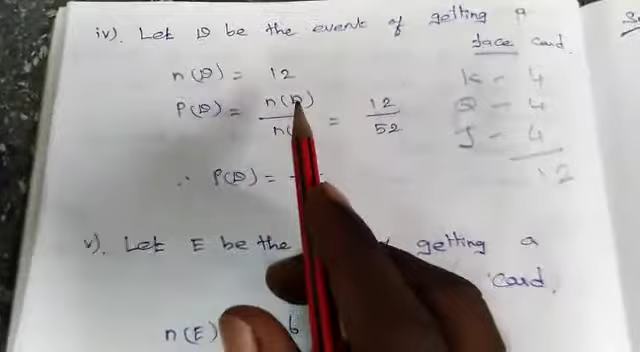 iv). Let D be the event of getting a
face card.
n(D) = 12
K - 4
P(D) = n(D) / n( = 12 / 52
Q - 4
J - 4
12
∴ P(D) =
v). Let E be the getting a
card.
n(E) 6